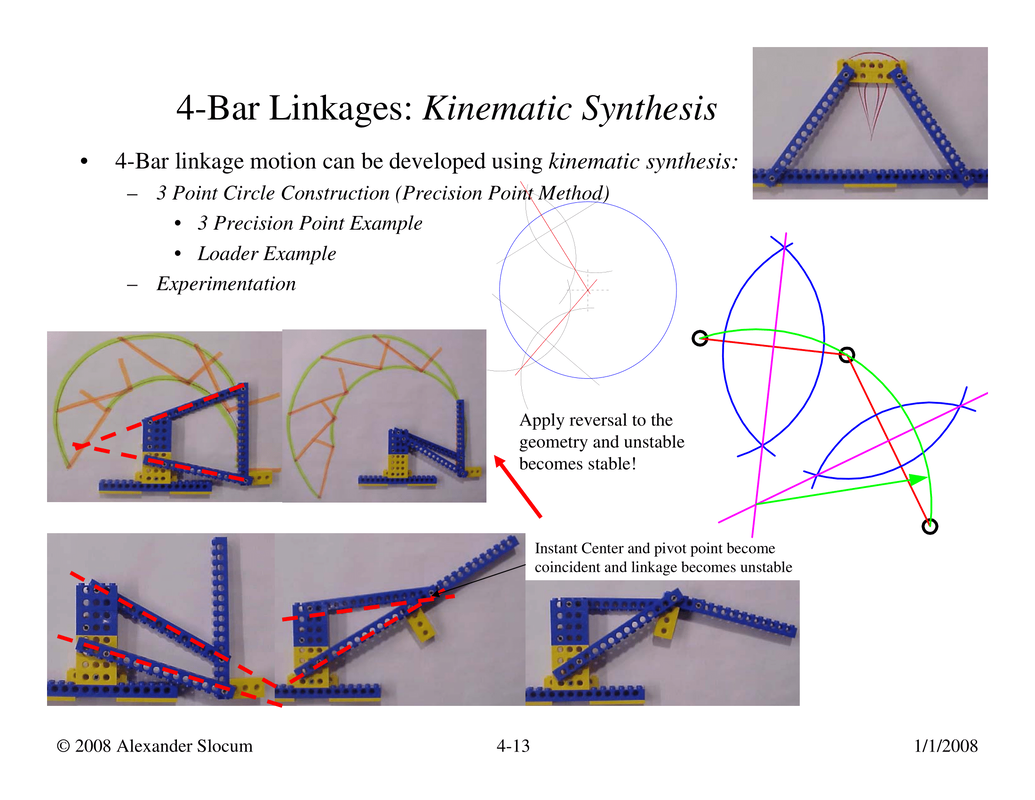 4-Bar Linkages: Kinematic Synthesis
• 4-Bar linkage motion can be developed using kinematic synthesis:
– 3 Point Circle Construction (Precision Point Method)
• 3 Precision Point Example
• Loader Example
– Experimentation
Apply reversal to the
geometry and unstable
becomes stable!
Instant Center and pivot point become
coincident and linkage becomes unstable
© 2008 Alexander Slocum
4-13
1/1/2008